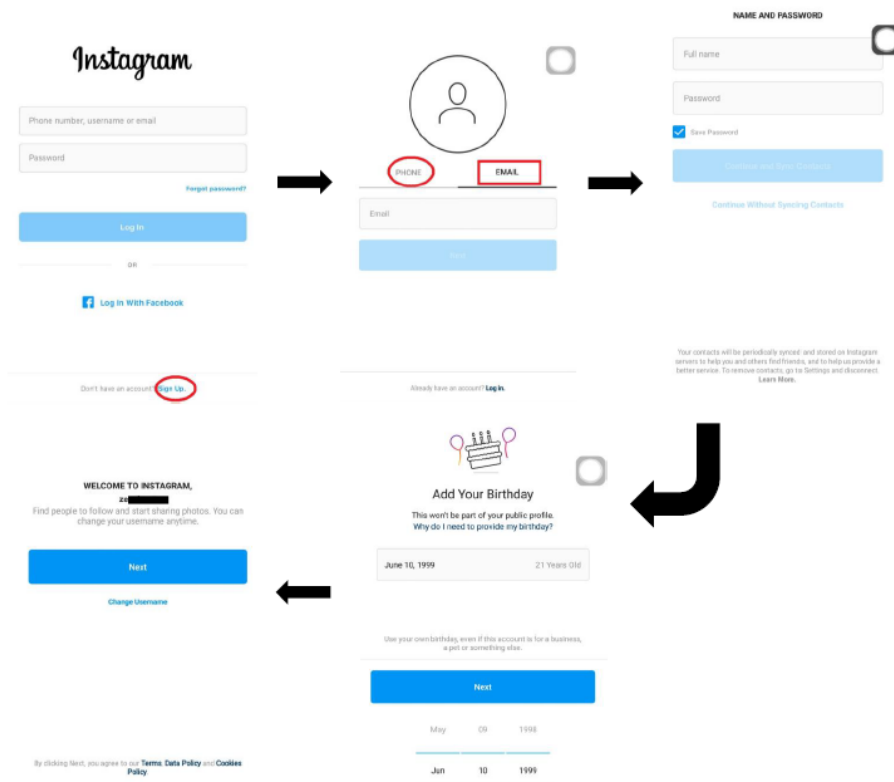 Instagram
Phone number, username or email
Password
Forgot password?
Log In
OR
Log In With Facebook
Don't have an account? Sign Up.
PHONE
EMAIL
Email
Next
Already have an account? Log in.
NAME AND PASSWORD
Full name
Password
Save Password
Continue and Sync Contacts
Continue Without Syncing Contacts
Your contacts will be periodically synced and stored on Instagram
servers to help you and others find friends, and to help us provide a
better service. To remove contacts, go to Settings and disconnect.
Learn More.
Add Your Birthday
This won't be part of your public profile.
Why do I need to provide my birthday?
June 10, 1999
21 Years Old
Use your own birthday, even if this account is for a business,
a pet or something else.
Next
May 09 1998
Jun 10 1999
WELCOME TO INSTAGRAM,
ze
Find people to follow and start sharing photos. You can
change your username anytime.
Next
Change Username
By clicking Next, you agree to our Terms, Data Policy and Cookies
Policy